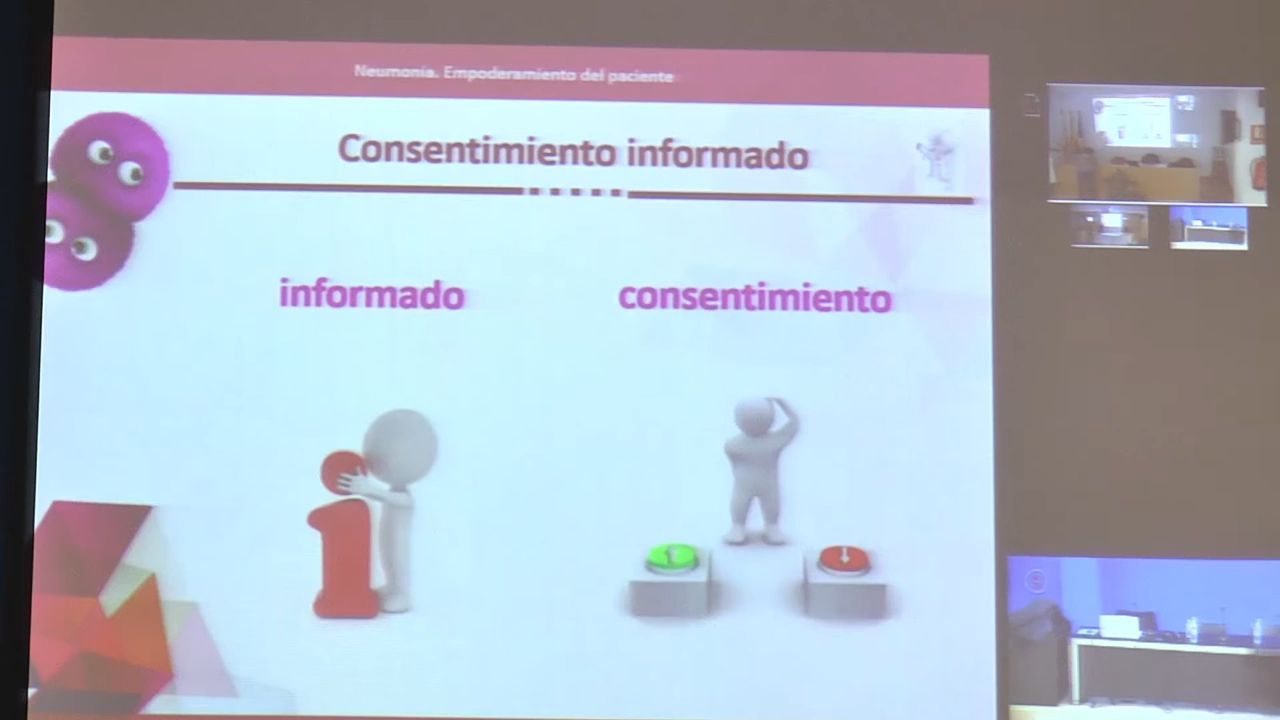 Neumonía. Empoderamiento del paciente
Consentimiento informado
informado
consentimiento